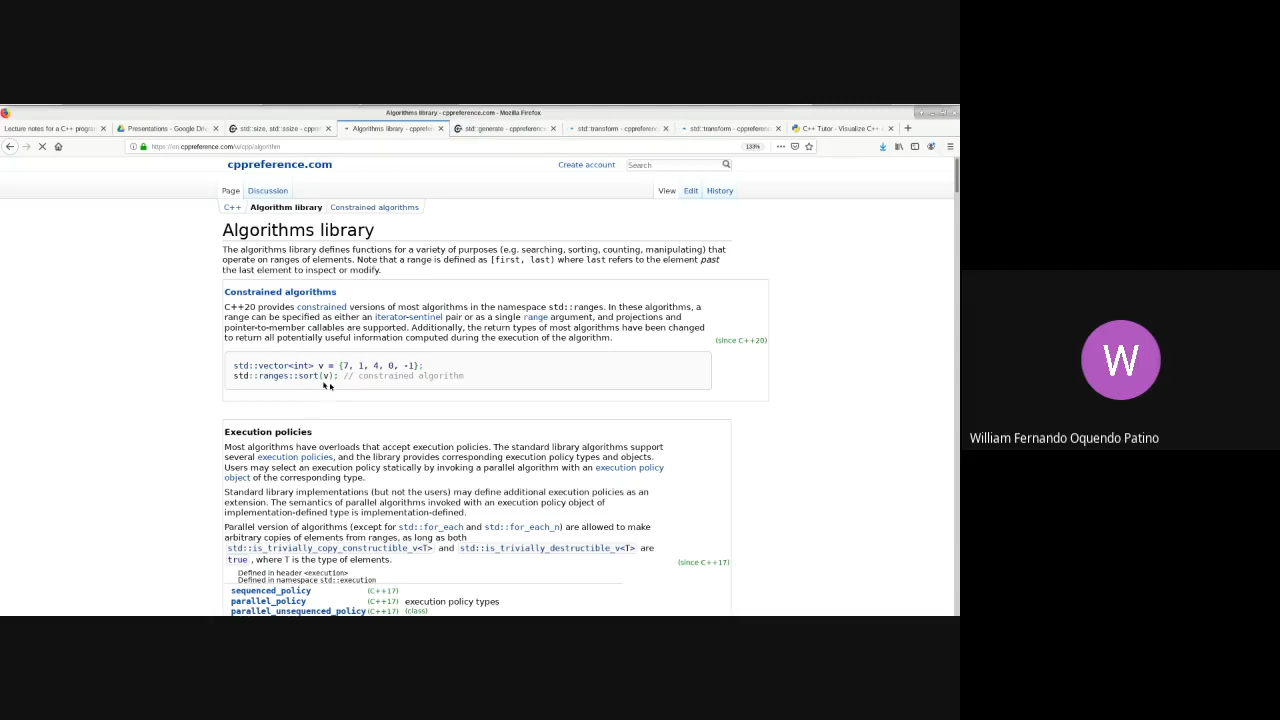 Algorithms library - cppreference.com - Mozilla Firefox
Lecture notes for a C++ program
Presentations - Google Dri
std::size, std::ssize - cppref
Algorithms library - cpprefer
std::generate - cppreference
std::transform - cppreferenc
std::transform - cppreferenc
C++ Tutor - Visualize C++
https://en.cppreference.com/w/cpp/algorithm
133%
cppreference.com
Create account
Search
Page Discussion
View Edit History
C++ Algorithm library Constrained algorithms
Algorithms library
The algorithms library defines functions for a variety of purposes (e.g. searching, sorting, counting, manipulating) that
operate on ranges of elements. Note that a range is defined as [first, last) where last refers to the element past
the last element to inspect or modify.
Constrained algorithms
C++20 provides constrained versions of most algorithms in the namespace std::ranges. In these algorithms, a
range can be specified as either an iterator-sentinel pair or as a single range argument, and projections and
pointer-to-member callables are supported. Additionally, the return types of most algorithms have been changed
to return all potentially useful information computed during the execution of the algorithm.
(since C++20)
std::vector<int> v = {7, 1, 4, 0, -1};
std::ranges::sort(v); // constrained algorithm
Execution policies
Most algorithms have overloads that accept execution policies. The standard library algorithms support
several execution policies, and the library provides corresponding execution policy types and objects.
Users may select an execution policy statically by invoking a parallel algorithm with an execution policy
object of the corresponding type.
Standard library implementations (but not the users) may define additional execution policies as an
extension. The semantics of parallel algorithms invoked with an execution policy object of
implementation-defined type is implementation-defined.
Parallel version of algorithms (except for std::for_each and std::for_each_n) are allowed to make
arbitrary copies of elements from ranges, as long as both
std::is_trivially_copy_constructible_v<T> and std::is_trivially_destructible_v<T> are
true , where T is the type of elements.
(since C++17)
Defined in header <execution>
Defined in namespace std::execution
sequenced_policy (C++17)
parallel_policy (C++17) execution policy types
parallel_unsequenced_policy (C++17) (class)
W
William Fernando Oquendo Patino